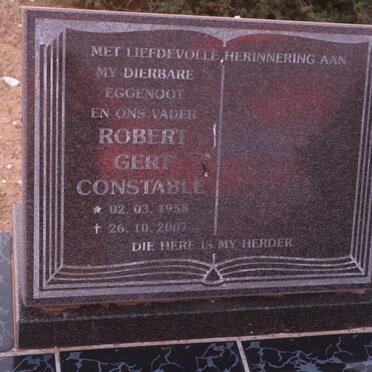 MET LIEFDEVOLLE HERINNERING AAN
MY DIERBARE
EGGENOOT
EN ONS VADER
ROBERT
GERT
CONSTABLE
* 02. 03. 1958
† 26. 10. 2007
DIE HERE IS MY HERDER